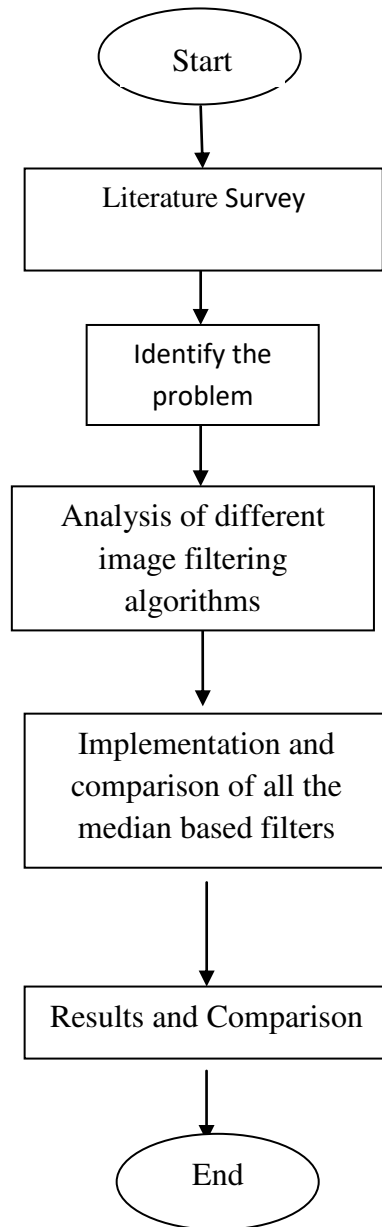 Start
Literature Survey
Identify the
problem
Analysis of different
image filtering
algorithms
Implementation and
comparison of all the
median based filters
Results and Comparison
End